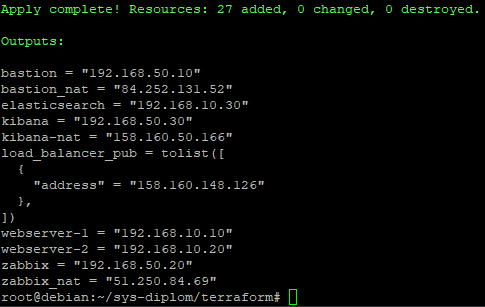 Apply complete! Resources: 27 added, 0 changed, 0 destroyed.
Outputs:
bastion = "192.168.50.10"
bastion_nat = "84.252.131.52"
elasticsearch = "192.168.10.30"
kibana = "192.168.50.30"
kibana-nat = "158.160.50.166"
load_balancer_pub = tolist([
  {
    "address" = "158.160.148.126"
  },
])
webserver-1 = "192.168.10.10"
webserver-2 = "192.168.10.20"
zabbix = "192.168.50.20"
zabbix_nat = "51.250.84.69"
root@debian:~/sys-diplom/terraform#